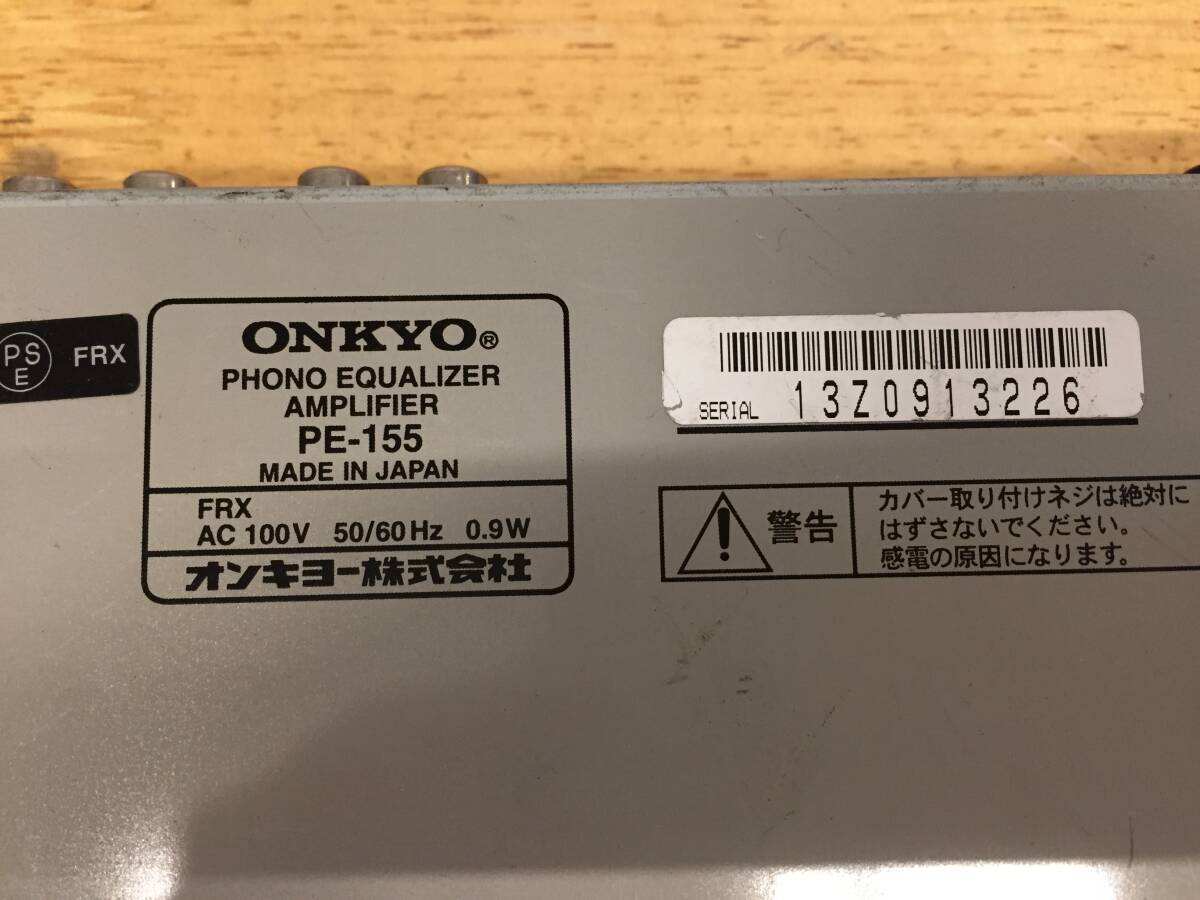 PS
E
FRX
ONKYO®
PHONO EQUALIZER
AMPLIFIER
PE-155
MADE IN JAPAN
FRX
AC 100V 50/60Hz 0.9W
オンキヨー株式会社
SERIAL 13Z0913226
警告
カバー取り付けネジは絶対に
はずさないでください。
感電の原因になります。